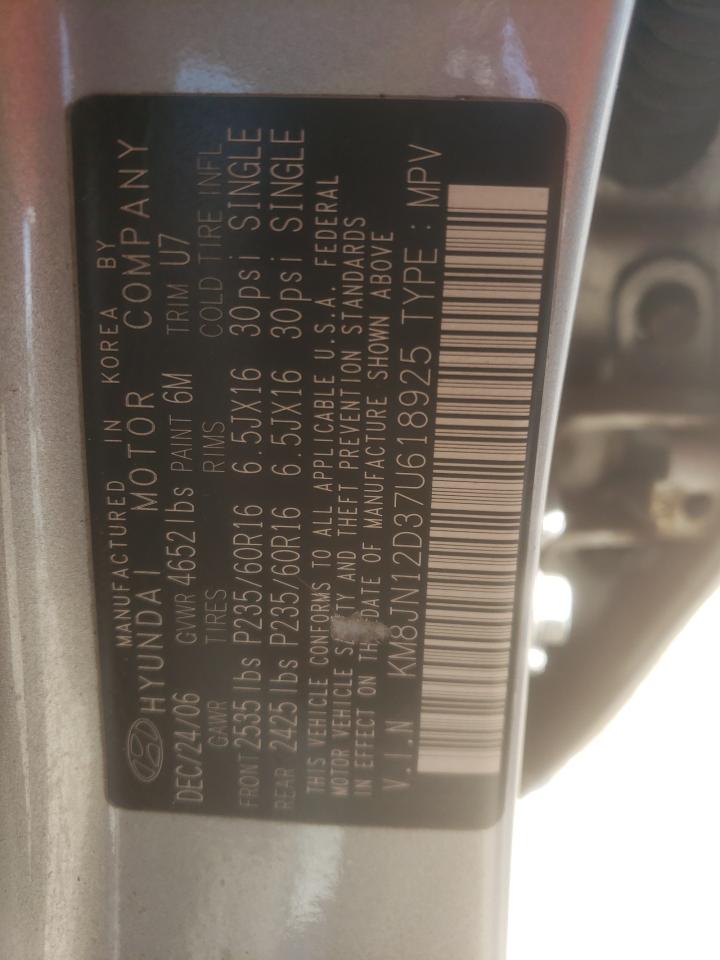 MANUFACTURED IN KOREA BY
HYUNDAI MOTOR COMPANY
DEC/24/06 GVWR 4652lbs PAINT 6M TRIM U7
GAWR TIRES RIMS COLD TIRE INFL
FRONT 2535lbs P235/60R16 6.5JX16 30psi SINGLE
REAR 2425lbs P235/60R16 6.5JX16 30psi SINGLE
THIS VEHICLE CONFORMS TO ALL APPLICABLE U.S.A. FEDERAL
MOTOR VEHICLE SAFETY AND THEFT PREVENTION STANDARDS
IN EFFECT ON THE DATE OF MANUFACTURE SHOWN ABOVE
V.I.N KM8JN12D37U618925 TYPE : MPV